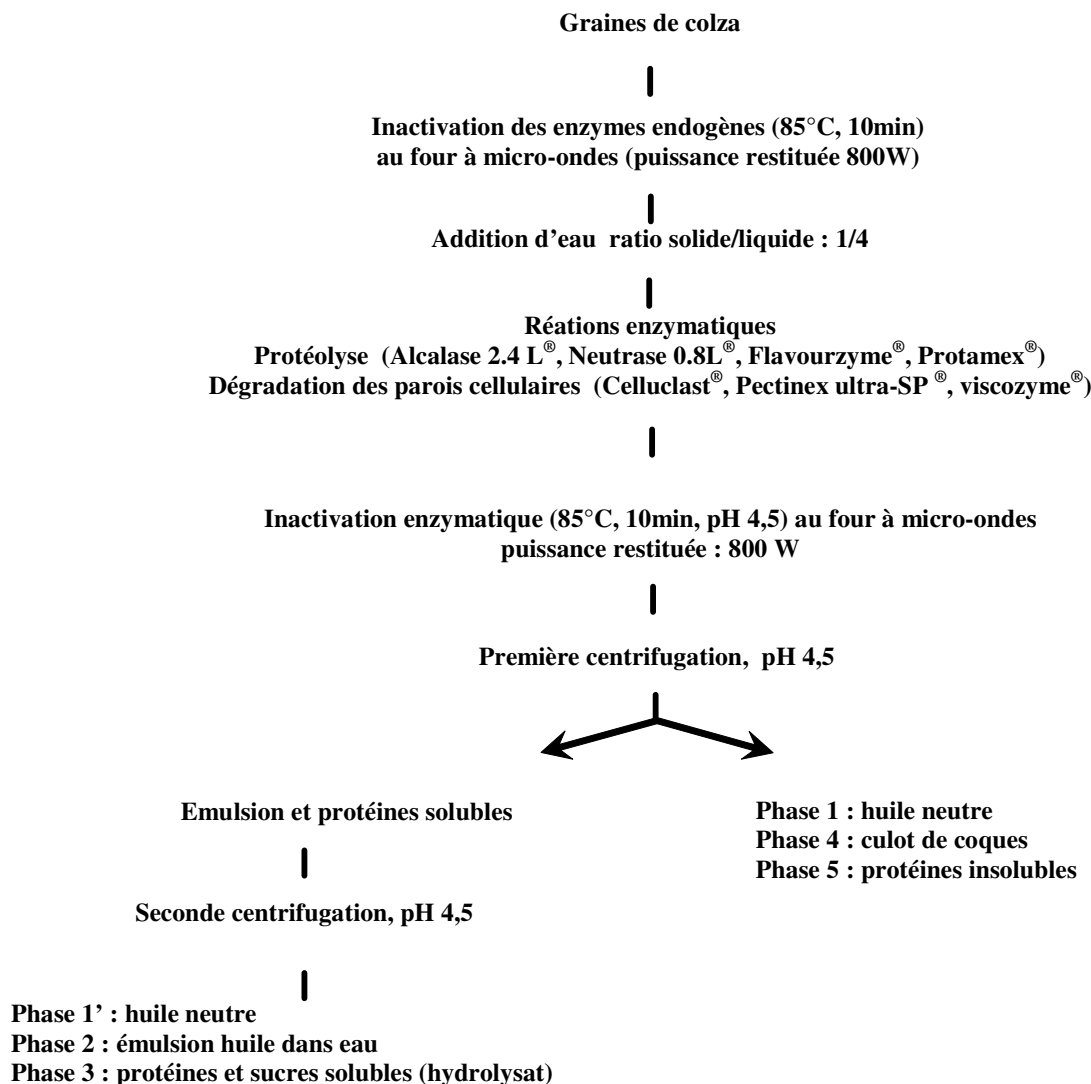 Graines de colza
Inactivation des enzymes endogènes (85°C, 10min)
au four à micro-ondes (puissance restituée 800W)
Addition d’eau ratio solide/liquide : 1/4
Réations enzymatiques
Protéolyse (Alcalase 2.4 L®, Neutrase 0.8L®, Flavourzyme®, Protamex®)
Dégradation des parois cellulaires (Celluclast®, Pectinex ultra-SP ®, viscozyme®)
Inactivation enzymatique (85°C, 10min, pH 4,5) au four à micro-ondes
puissance restituée : 800 W
Première centrifugation, pH 4,5
Emulsion et protéines solubles
Phase 1 : huile neutre
Phase 4 : culot de coques
Phase 5 : protéines insolubles
Seconde centrifugation, pH 4,5
Phase 1’ : huile neutre
Phase 2 : émulsion huile dans eau
Phase 3 : protéines et sucres solubles (hydrolysat)